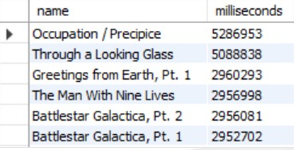 name milliseconds
Occupation / Precipice 5286953
Through a Looking Glass 5088838
Greetings from Earth, Pt. 1 2960293
The Man With Nine Lives 2956998
Battlestar Galactica, Pt. 2 2956081
Battlestar Galactica, Pt. 1 2952702